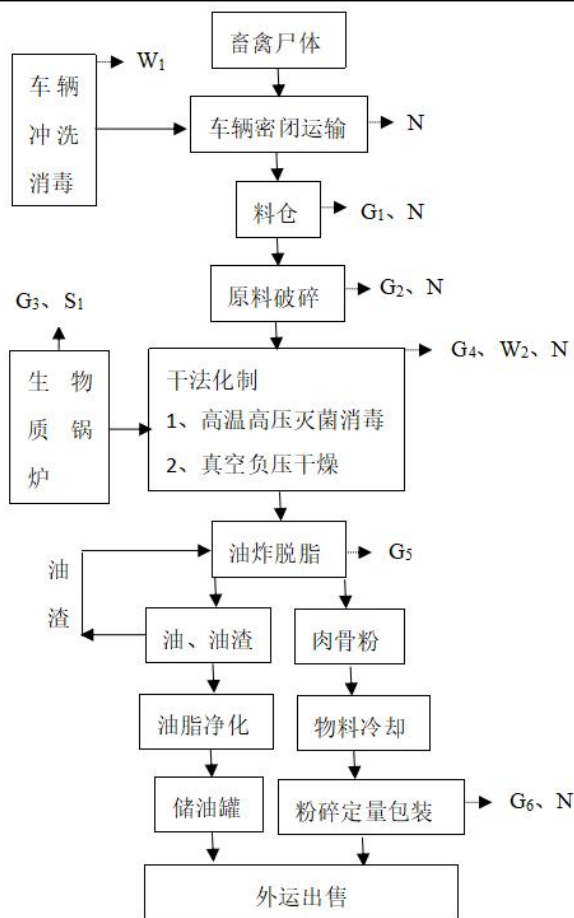 畜禽尸体
W₁
车辆
冲洗
消毒
车辆密闭运输
N
料仓
G₁、N
原料破碎
G₂、N
G₃、S₁
生物
质锅
炉
干法化制
1、高温高压灭菌消毒
2、真空负压干燥
G₄、W₂、N
油炸脱脂
G₅
油
渣
油、油渣
肉骨粉
油脂净化
物料冷却
储油罐
粉碎定量包装
G₆、N
外运出售